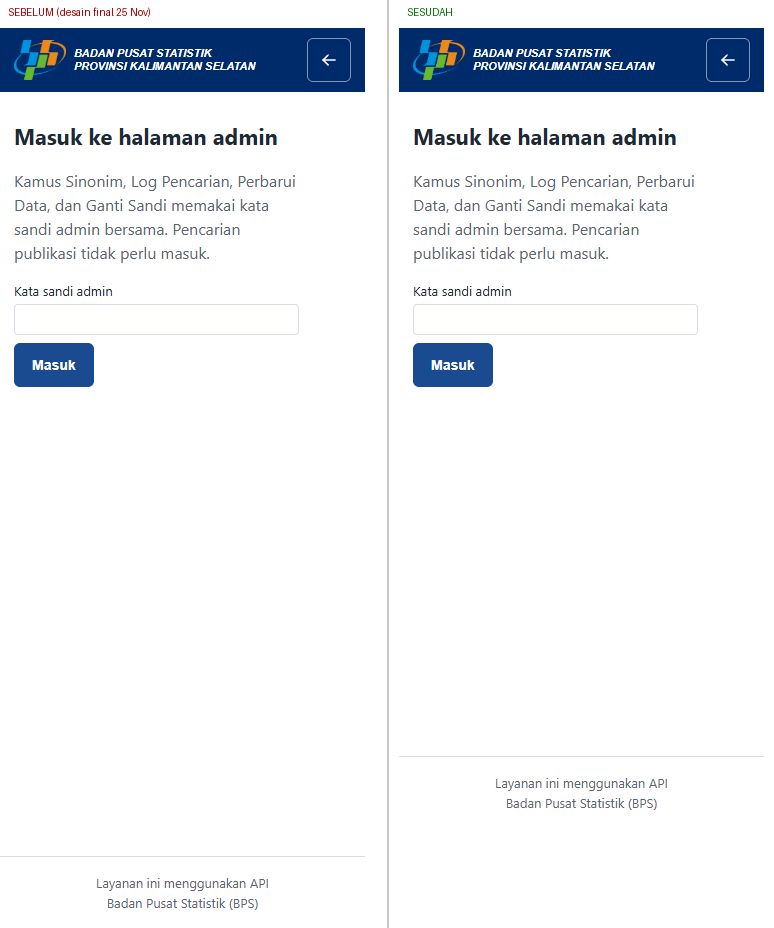 SEBELUM (desain final 25 Nov)
BADAN PUSAT STATISTIK
PROVINSI KALIMANTAN SELATAN
Masuk ke halaman admin
Kamus Sinonim, Log Pencarian, Perbarui
Data, dan Ganti Sandi memakai kata
sandi admin bersama. Pencarian
publikasi tidak perlu masuk.
Kata sandi admin
Masuk
Layanan ini menggunakan API
Badan Pusat Statistik (BPS)
SESUDAH
BADAN PUSAT STATISTIK
PROVINSI KALIMANTAN SELATAN
Masuk ke halaman admin
Kamus Sinonim, Log Pencarian, Perbarui
Data, dan Ganti Sandi memakai kata
sandi admin bersama. Pencarian
publikasi tidak perlu masuk.
Kata sandi admin
Masuk
Layanan ini menggunakan API
Badan Pusat Statistik (BPS)